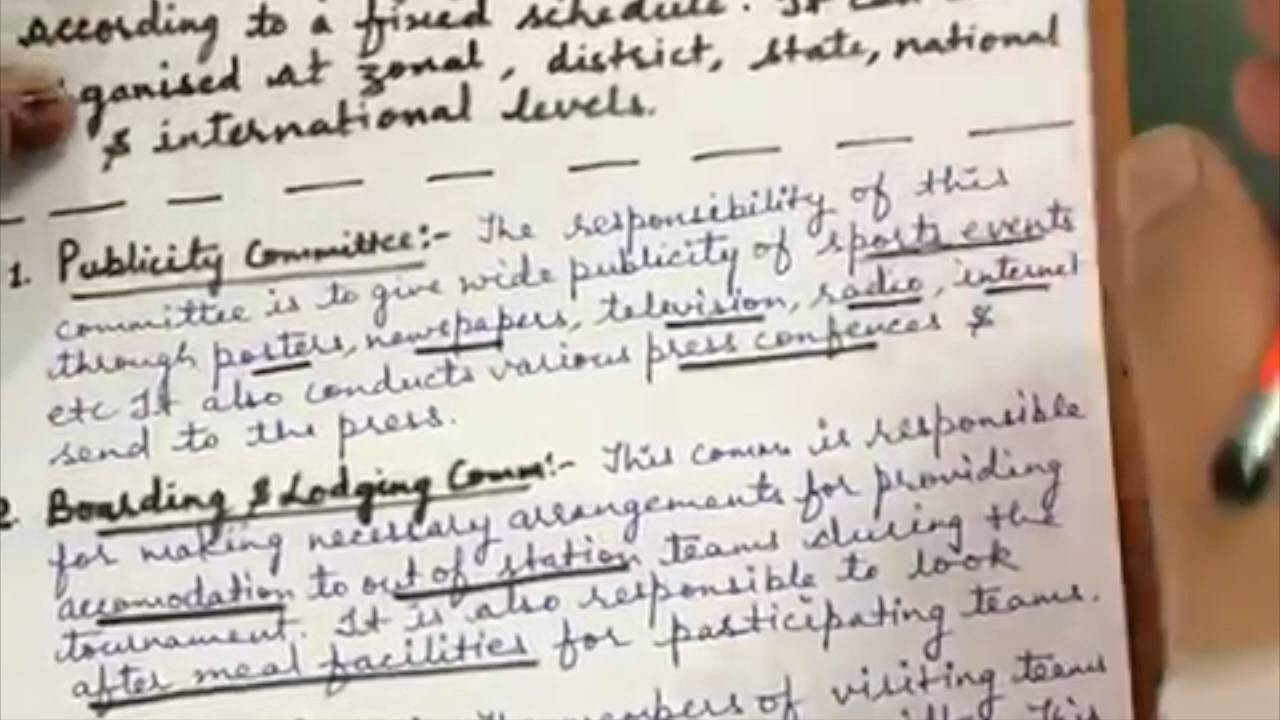 According to a fixed schedule. It can
ganised at zonal, district, state, national
& international levels.
1. Publicity Committee:- The responsibility of this
committee is to give wide publicity of sports events
through posters, newspapers, television, radio, internet
etc It also conducts various press confences &
send to the press.
2. Boarding & Lodging Comm:- This comm is responsible
for making necessary arrangements for providing
accomodation to out of station teams during the
tournament. It is also responsible to look
after meal facilities for participating teams.
of visiting teams